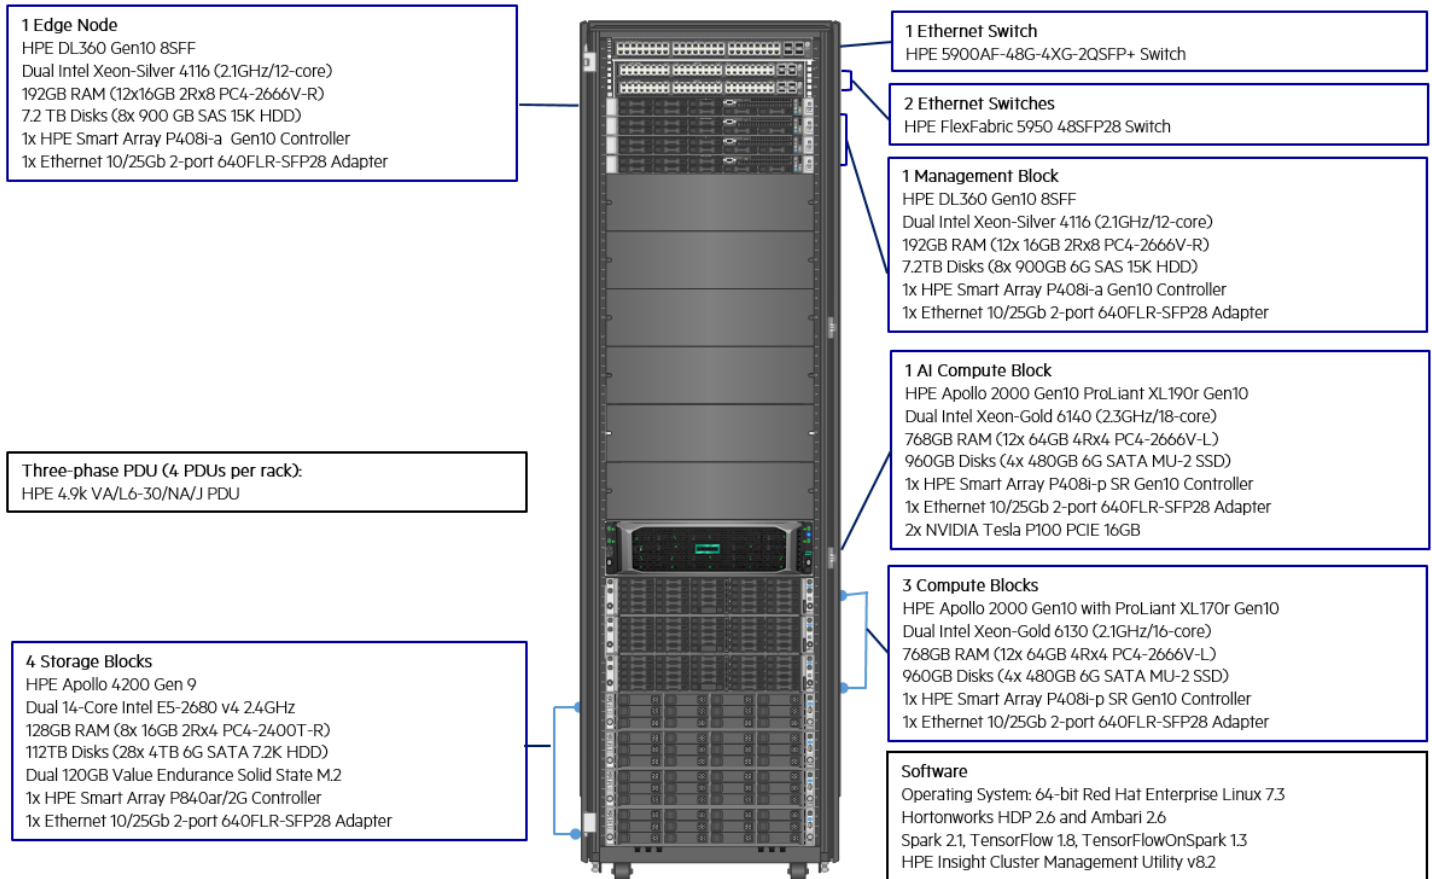 1 Edge Node
HPE DL360 Gen10 8SFF
Dual Intel Xeon-Silver 4116 (2.1GHz/12-core)
192GB RAM (12x16GB 2Rx8 PC4-2666V-R)
7.2 TB Disks (8x 900 GB SAS 15K HDD)
1x HPE Smart Array P408i-a Gen10 Controller
1x Ethernet 10/25Gb 2-port 640FLR-SFP28 Adapter
Three-phase PDU (4 PDUs per rack):
HPE 4.9k VA/L6-30/NA/J PDU
4 Storage Blocks
HPE Apollo 4200 Gen 9
Dual 14-Core Intel E5-2680 v4 2.4GHz
128GB RAM (8x 16GB 2Rx4 PC4-2400T-R)
112TB Disks (28x 4TB 6G SATA 7.2K HDD)
Dual 120GB Value Endurance Solid State M.2
1x HPE Smart Array P840ar/2G Controller
1x Ethernet 10/25Gb 2-port 640FLR-SFP28 Adapter
1 Ethernet Switch
HPE 5900AF-48G-4XG-2QSFP+ Switch
2 Ethernet Switches
HPE FlexFabric 5950 48SFP28 Switch
1 Management Block
HPE DL360 Gen10 8SFF
Dual Intel Xeon-Silver 4116 (2.1GHz/12-core)
192GB RAM (12x 16GB 2Rx8 PC4-2666V-R)
7.2TB Disks (8x 900GB 6G SAS 15K HDD)
1x HPE Smart Array P408i-a Gen10 Controller
1x Ethernet 10/25Gb 2-port 640FLR-SFP28 Adapter
1 AI Compute Block
HPE Apollo 2000 Gen10 ProLiant XL190r Gen10
Dual Intel Xeon-Gold 6140 (2.3GHz/18-core)
768GB RAM (12x 64GB 4Rx4 PC4-2666V-L)
960GB Disks (4x 480GB 6G SATA MU-2 SSD)
1x HPE Smart Array P408i-p SR Gen10 Controller
1x Ethernet 10/25Gb 2-port 640FLR-SFP28 Adapter
2x NVIDIA Tesla P100 PCIE 16GB
3 Compute Blocks
HPE Apollo 2000 Gen10 with ProLiant XL170r Gen10
Dual Intel Xeon-Gold 6130 (2.1GHz/16-core)
768GB RAM (12x 64GB 4Rx4 PC4-2666V-L)
960GB Disks (4x 480GB 6G SATA MU-2 SSD)
1x HPE Smart Array P408i-p SR Gen10 Controller
1x Ethernet 10/25Gb 2-port 640FLR-SFP28 Adapter
Software
Operating System: 64-bit Red Hat Enterprise Linux 7.3
Hortonworks HDP 2.6 and Ambari 2.6
Spark 2.1, TensorFlow 1.8, TensorFlowOnSpark 1.3
HPE Insight Cluster Management Utility v8.2